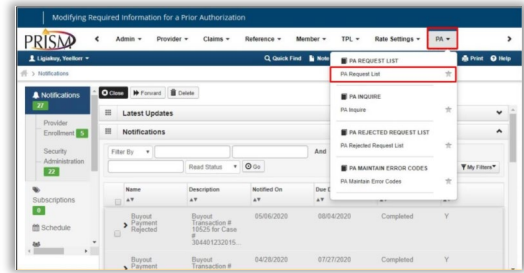 Modifying Required Information for a Prior Authorization
PRISM
Admin Provider Claims Reference Member TPL Rate Settings PA
Ligialkoy, YeeBorr Quick Find Note Print Help
Notifications
Notifications 27
Provider Enrollment 5
Security Administration 22
Subscriptions 0
Schedule
Close Forward Delete
Latest Updates
Notifications
Filter By And
Read Status Go My Filters
Name Description Notified On Due D Completed
Buyout Payment Rejected
Buyout Transaction # 10525 for Case # 304401232015...
05/06/2020 08/04/2020 Completed Y
Buyout Payment
Buyout Transaction #
04/28/2020 07/27/2020 Completed Y
PA REQUEST LIST
PA Request List
PA INQUIRE
PA Inquire
PA REJECTED REQUEST LIST
PA Rejected Request List
PA MAINTAIN ERROR CODES
PA Maintain Error Codes